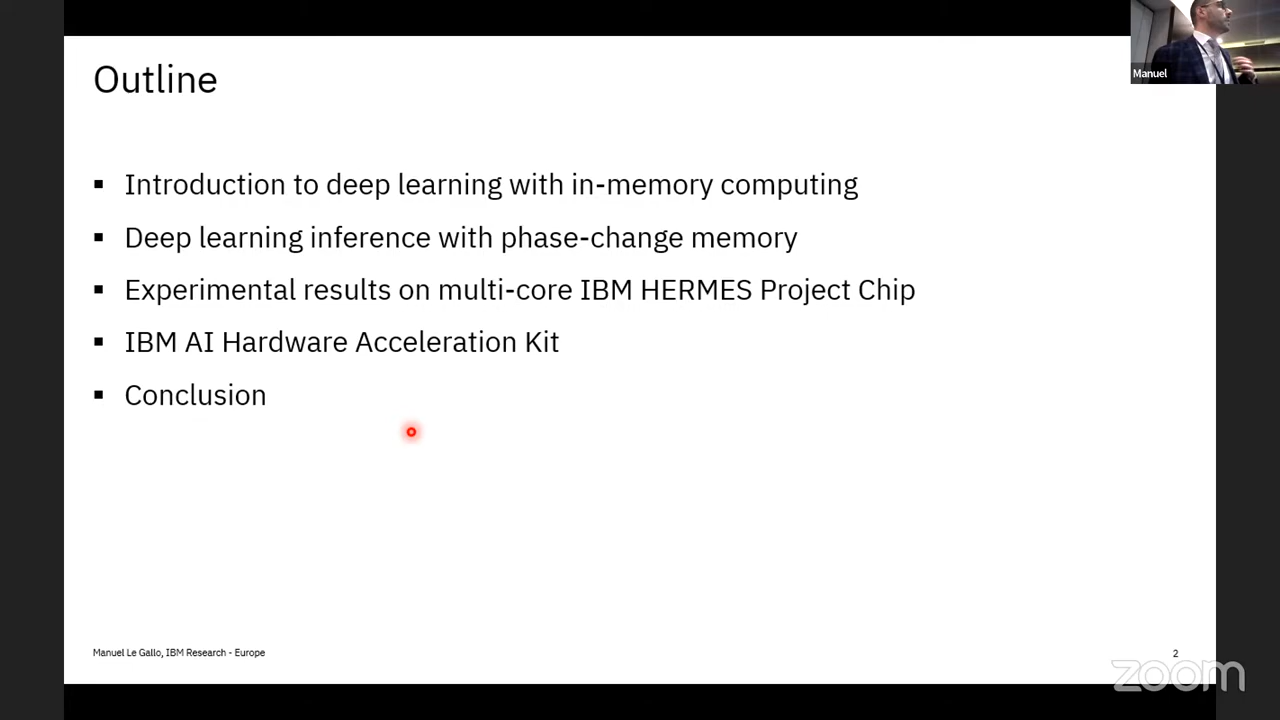 Outline
Manuel
▪ Introduction to deep learning with in-memory computing
▪ Deep learning inference with phase-change memory
▪ Experimental results on multi-core IBM HERMES Project Chip
▪ IBM AI Hardware Acceleration Kit
▪ Conclusion
Manuel Le Gallo, IBM Research - Europe
2
zoom